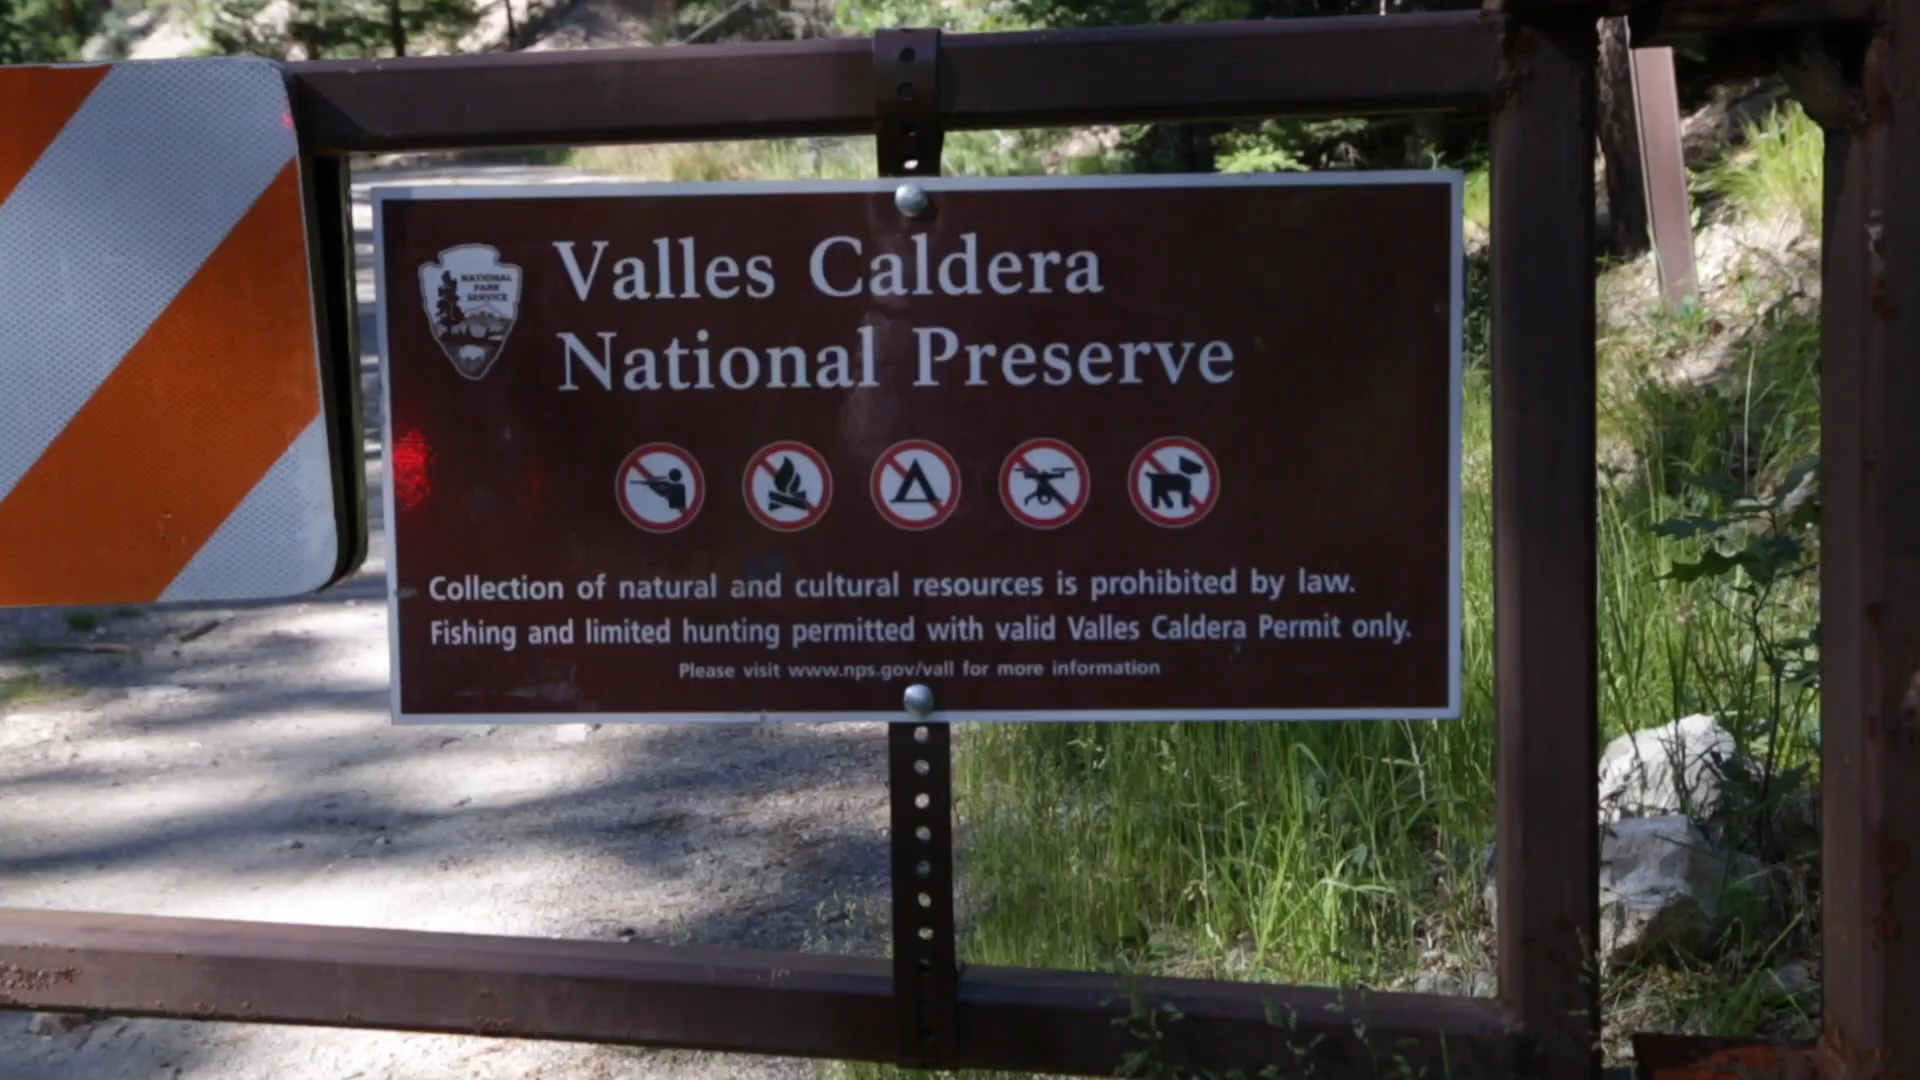 NATIONAL
PARK
SERVICE
Valles Caldera
National Preserve
Collection of natural and cultural resources is prohibited by law.
Fishing and limited hunting permitted with valid Valles Caldera Permit only.
Please visit www.nps.gov/vall for more information